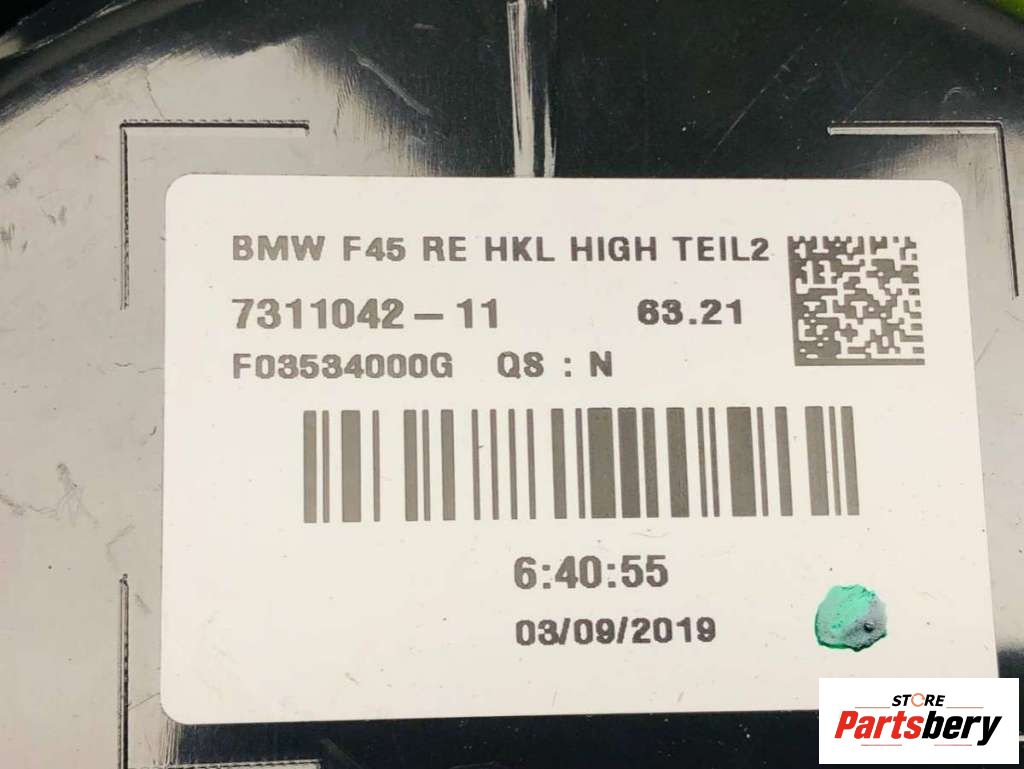 BMW F45 RE HKL HIGH TEIL2
7311042-11 63.21
F03534000G QS : N
6:40:55
03/09/2019
STORE
Partsbery